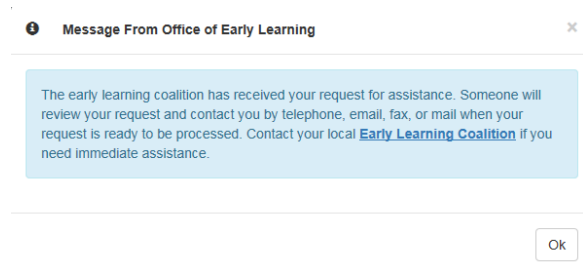 Message From Office of Early Learning
The early learning coalition has received your request for assistance. Someone will
review your request and contact you by telephone, email, fax, or mail when your
request is ready to be processed. Contact your local Early Learning Coalition if you
need immediate assistance.
Ok